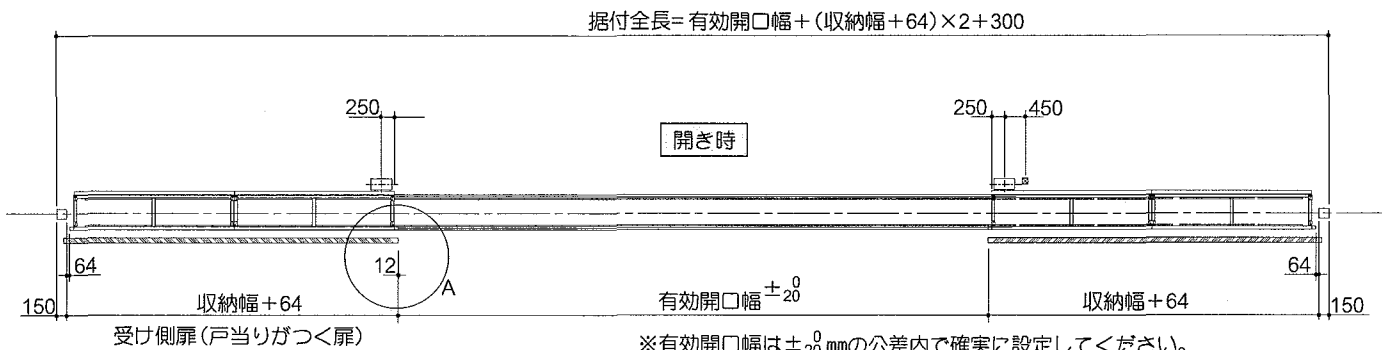 据付全長=有効開口幅+(収納幅+64)×2+300
250
250 450
開き時
64
12
A
64
150
収納幅+64
有効開口幅±0 20
収納幅+64
150
受け側扉(戸当りがつく扉)
※有効開口幅は±0 20mmの公差内で確実に設定してください。